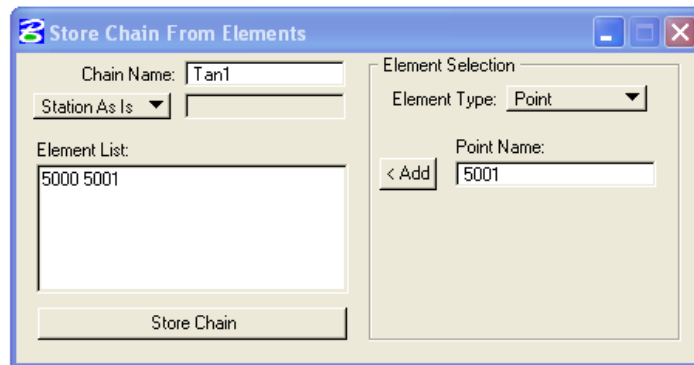 Store Chain From Elements
Chain Name: Tan1
Station As Is
Element List:
5000 5001
Store Chain
Element Selection
Element Type: Point
Point Name:
< Add 5001